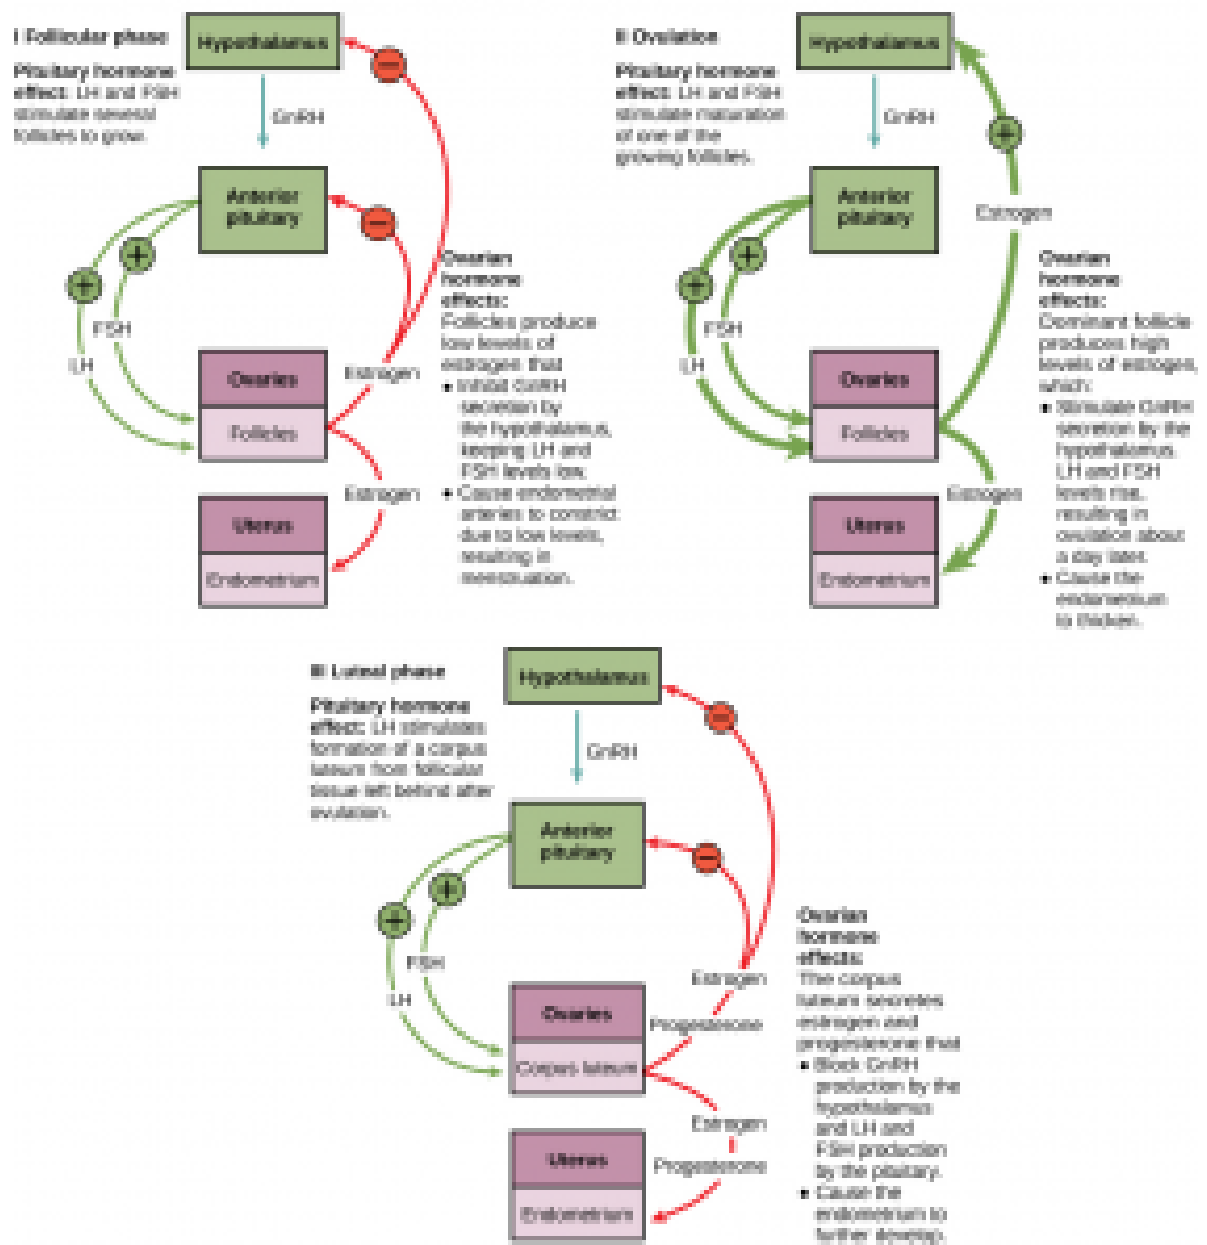 I Follicular phase
Pituitary hormone
effect: LH and FSH
stimulate several
follicles to grow.
Hypothalamus
GnRH
Anterior
pituitary
FSH
LH
Ovaries
Follicles
Estrogen
Estrogen
Uterus
Endometrium
Ovarian
hormone
effects:
Follicles produce
low levels of
estrogen that
• Inhibit GnRH
secretion by
the hypothalamus,
keeping LH and
FSH levels low.
• Cause endometrial
arteries to constrict
due to low levels,
resulting in
menstruation.
II Ovulation
Pituitary hormone
effect: LH and FSH
stimulate maturation
of one of the
growing follicles.
Hypothalamus
GnRH
Anterior
pituitary
Estrogen
FSH
LH
Ovaries
Follicles
Estrogen
Uterus
Endometrium
Ovarian
hormone
effects:
Dominant follicle
produces high
levels of estrogen,
which:
• Stimulate GnRH
secretion by the
hypothalamus.
LH and FSH
levels rise,
resulting in
ovulation about
a day later.
• Cause the
endometrium
to thicken.
III Luteal phase
Pituitary hormone
effect: LH stimulates
formation of a corpus
luteum from follicular
tissue left behind after
ovulation.
Hypothalamus
GnRH
Anterior
pituitary
FSH
LH
Estrogen
Progesterone
Ovaries
Corpus luteum
Estrogen
Progesterone
Uterus
Endometrium
Ovarian
hormone
effects:
The corpus
luteum secretes
estrogen and
progesterone that
• Block GnRH
production by the
hypothalamus
and LH and
FSH production
by the pituitary.
• Cause the
endometrium to
further develop.